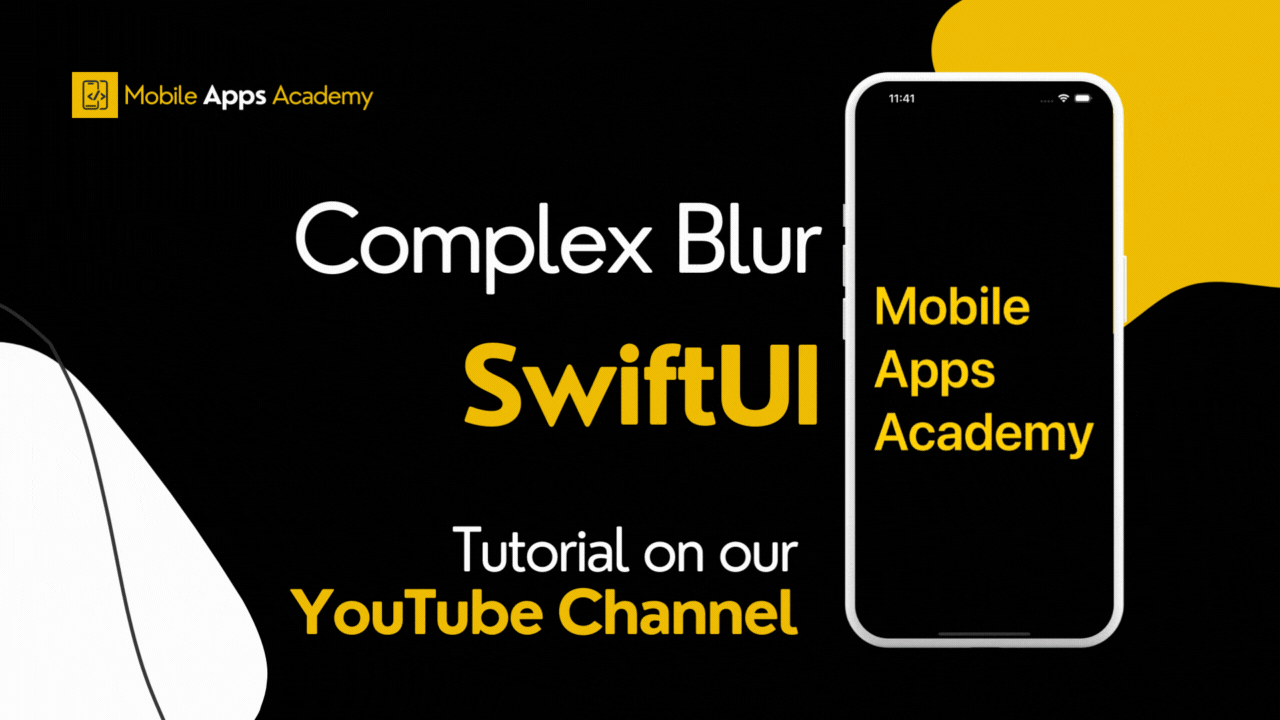 Mobile Apps Academy
Complex Blur
SwiftUI
Tutorial on our
YouTube Channel
11:41
Mobile
Apps
Academy